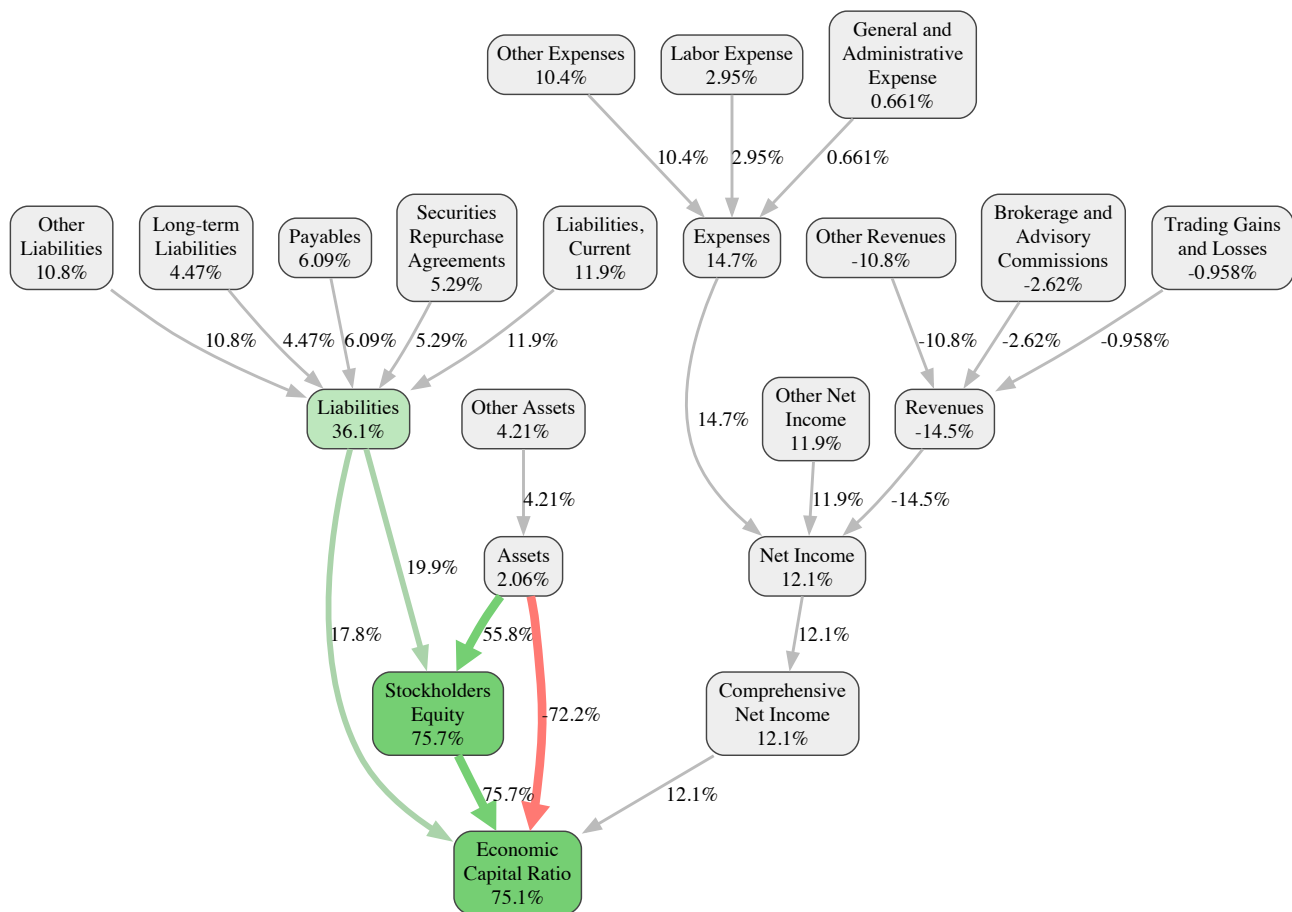 General and
Administrative
Expense
0.661%
Other Expenses
10.4%
Labor Expense
2.95%
10.4%
2.95%
0.661%
Other
Liabilities
10.8%
Long-term
Liabilities
4.47%
Payables
6.09%
Securities
Repurchase
Agreements
5.29%
Liabilities,
Current
11.9%
Expenses
14.7%
Other Revenues
-10.8%
Brokerage and
Advisory
Commissions
-2.62%
Trading Gains
and Losses
-0.958%
10.8%
4.47%
6.09%
5.29%
11.9%
-10.8%
-2.62%
-0.958%
Liabilities
36.1%
Other Assets
4.21%
14.7%
Other Net
Income
11.9%
Revenues
-14.5%
4.21%
11.9%
-14.5%
19.9%
Assets
2.06%
Net Income
12.1%
17.8%
55.8%
12.1%
Stockholders
Equity
75.7%
-72.2%
Comprehensive
Net Income
12.1%
75.7%
12.1%
Economic
Capital Ratio
75.1%